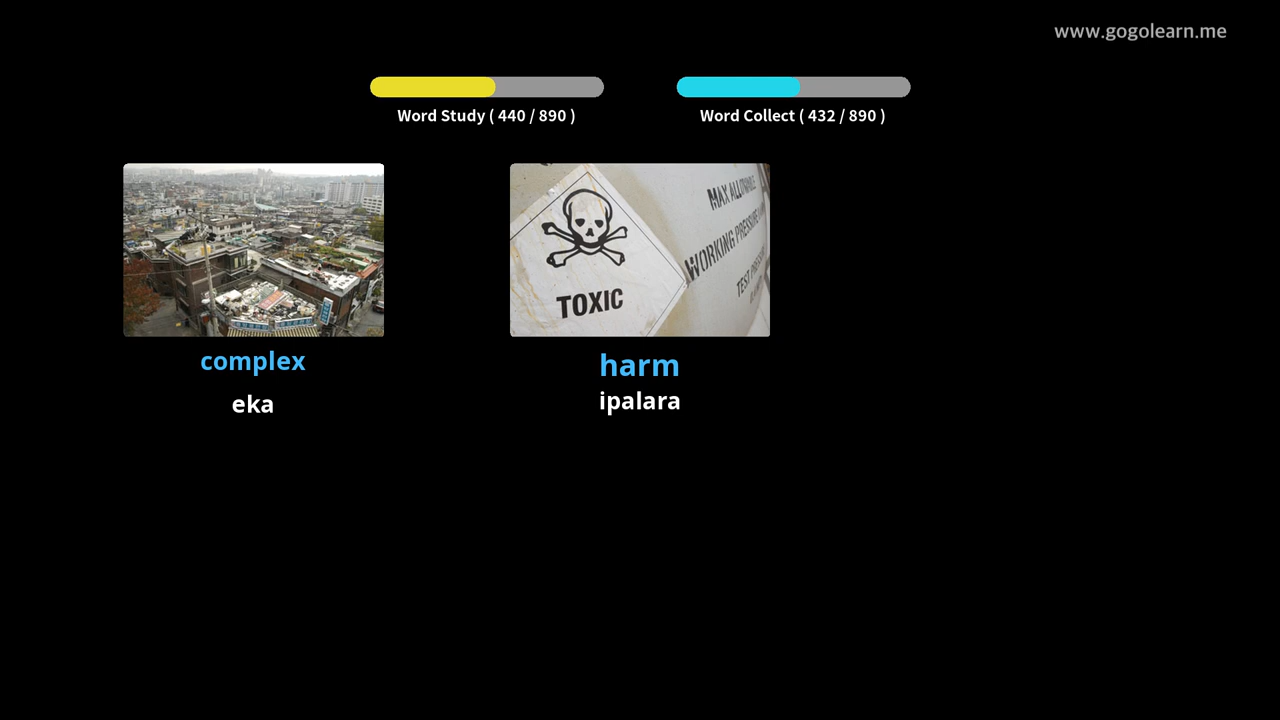 www.gogolearn.me
Word Study ( 440 / 890 )
Word Collect ( 432 / 890 )
MAX ALLOWABLE
WORKING PRESSURE
TOXIC
complex
eka
harm
ipalara